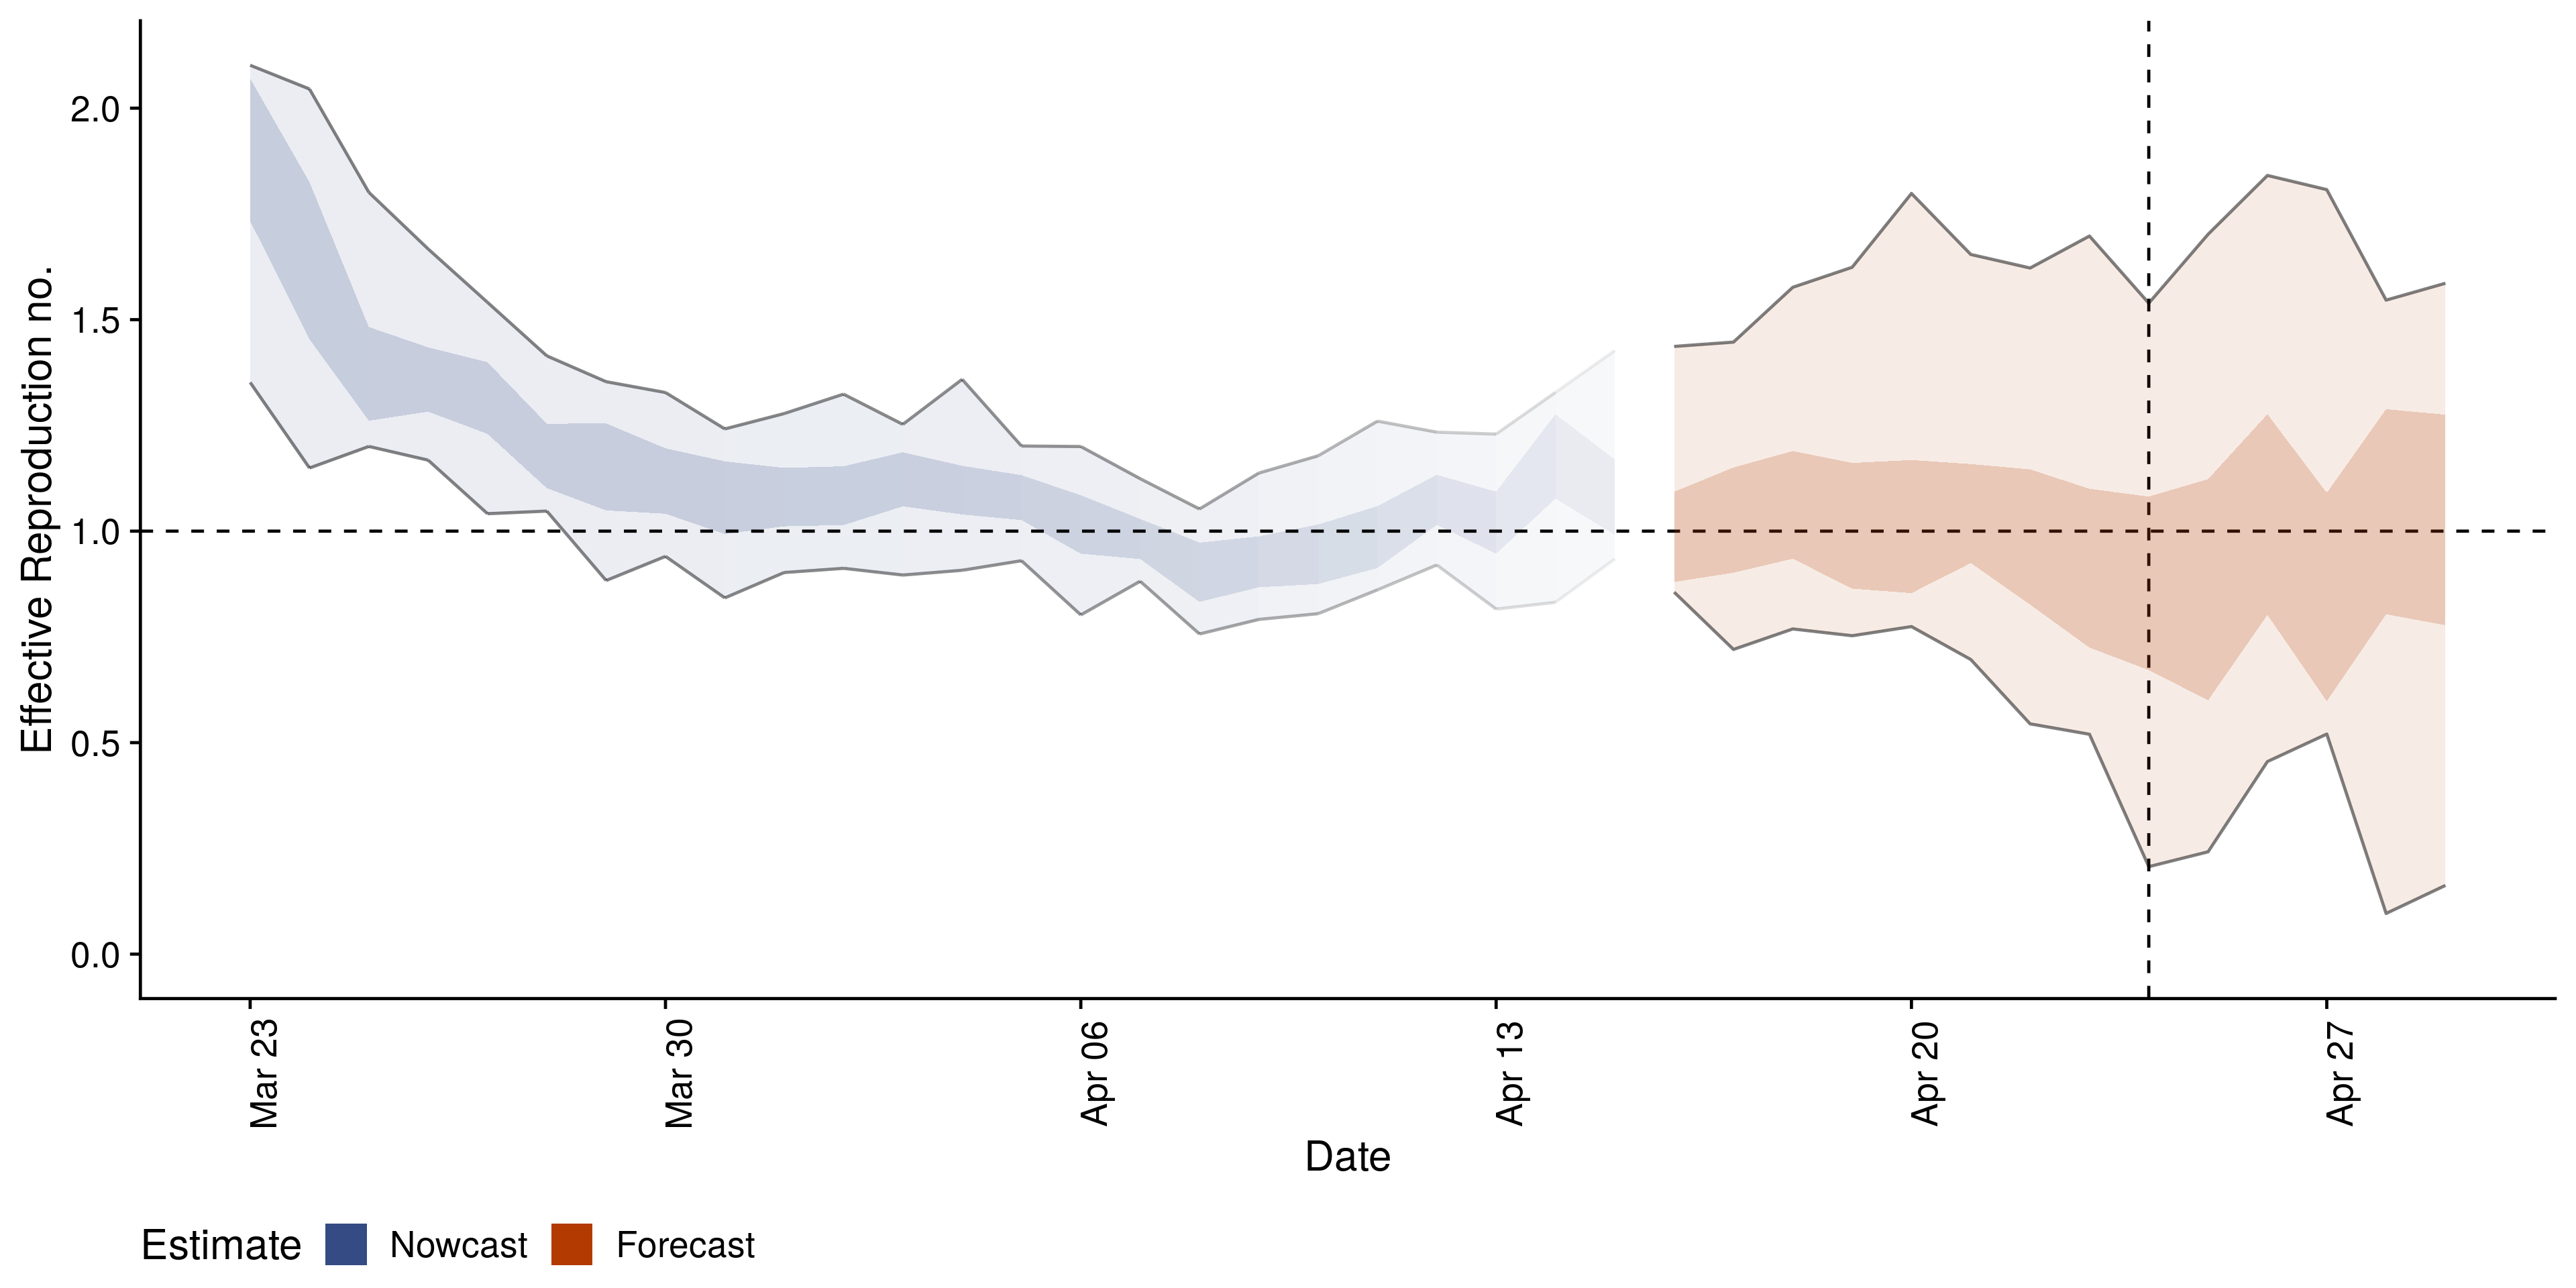 Effective Reproduction no.
2.0
1.5
1.0
0.5
0.0
Mar 23
Mar 30
Apr 06
Apr 13
Apr 20
Apr 27
Date
Estimate Nowcast Forecast